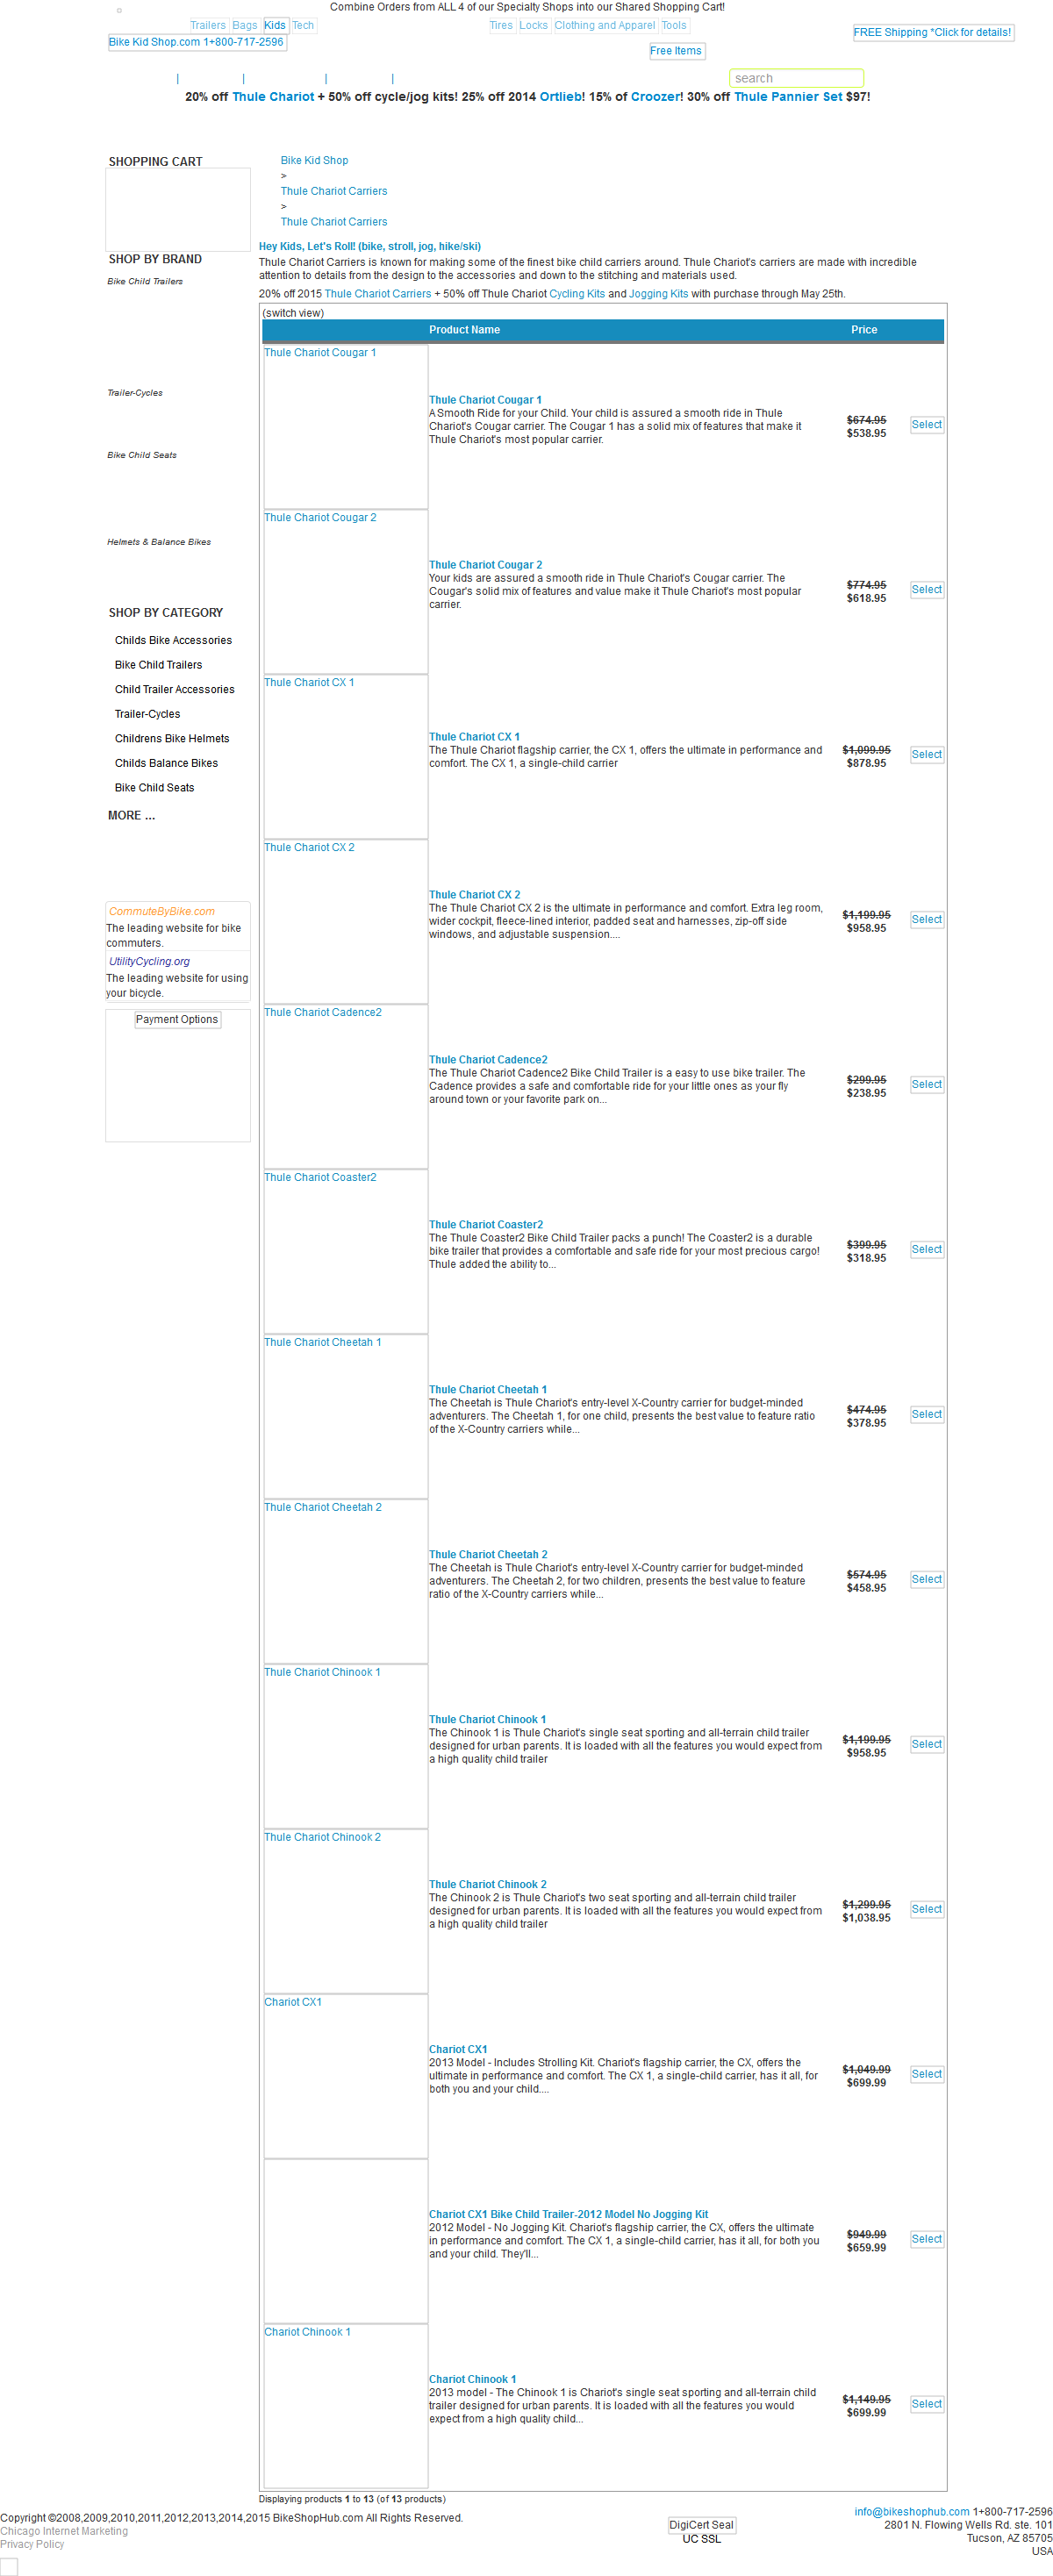 Combine Orders from ALL 4 of our Specialty Shops into our Shared Shopping Cart!
Trailers Bags Kids Tech
Tires Locks Clothing and Apparel Tools
FREE Shipping *Click for details!
Bike Kid Shop.com 1+800-717-2596
Free Items
search
20% off Thule Chariot + 50% off cycle/jog kits! 25% off 2014 Ortlieb! 15% of Croozer! 30% off Thule Pannier Set $97!
SHOPPING CART
SHOP BY BRAND
Bike Child Trailers
Trailer-Cycles
Bike Child Seats
Helmets & Balance Bikes
SHOP BY CATEGORY
Childs Bike Accessories
Bike Child Trailers
Child Trailer Accessories
Trailer-Cycles
Childrens Bike Helmets
Childs Balance Bikes
Bike Child Seats
MORE ...
CommuteByBike.com
The leading website for bike
commuters.
UtilityCycling.org
The leading website for using
your bicycle.
Payment Options
Bike Kid Shop
>
Thule Chariot Carriers
>
Thule Chariot Carriers
Hey Kids, Let's Roll! (bike, stroll, jog, hike/ski)
Thule Chariot Carriers is known for making some of the finest bike child carriers around. Thule Chariot's carriers are made with incredible
attention to details from the design to the accessories and down to the stitching and materials used.
20% off 2015 Thule Chariot Carriers + 50% off Thule Chariot Cycling Kits and Jogging Kits with purchase through May 25th.
(switch view)
Product Name Price
Thule Chariot Cougar 1
Thule Chariot Cougar 1
A Smooth Ride for your Child. Your child is assured a smooth ride in Thule
Chariot's Cougar carrier. The Cougar 1 has a solid mix of features that make it
Thule Chariot's most popular carrier.
$674.95
$538.95
Select
Thule Chariot Cougar 2
Thule Chariot Cougar 2
Your kids are assured a smooth ride in Thule Chariot's Cougar carrier. The
Cougar's solid mix of features and value make it Thule Chariot's most popular
carrier.
$774.95
$618.95
Select
Thule Chariot CX 1
Thule Chariot CX 1
The Thule Chariot flagship carrier, the CX 1, offers the ultimate in performance and
comfort. The CX 1, a single-child carrier
$1,099.95
$878.95
Select
Thule Chariot CX 2
Thule Chariot CX 2
The Thule Chariot CX 2 is the ultimate in performance and comfort. Extra leg room,
wider cockpit, fleece-lined interior, padded seat and harnesses, zip-off side
windows, and adjustable suspension....
$1,199.95
$958.95
Select
Thule Chariot Cadence2
Thule Chariot Cadence2
The Thule Chariot Cadence2 Bike Child Trailer is a easy to use bike trailer. The
Cadence provides a safe and comfortable ride for your little ones as your fly
around town or your favorite park on...
$299.95
$238.95
Select
Thule Chariot Coaster2
Thule Chariot Coaster2
The Thule Coaster2 Bike Child Trailer packs a punch! The Coaster2 is a durable
bike trailer that provides a comfortable and safe ride for your most precious cargo!
Thule added the ability to...
$399.95
$318.95
Select
Thule Chariot Cheetah 1
Thule Chariot Cheetah 1
The Cheetah is Thule Chariot's entry-level X-Country carrier for budget-minded
adventurers. The Cheetah 1, for one child, presents the best value to feature ratio
of the X-Country carriers while...
$474.95
$378.95
Select
Thule Chariot Cheetah 2
Thule Chariot Cheetah 2
The Cheetah is Thule Chariot's entry-level X-Country carrier for budget-minded
adventurers. The Cheetah 2, for two children, presents the best value to feature
ratio of the X-Country carriers while...
$574.95
$458.95
Select
Thule Chariot Chinook 1
Thule Chariot Chinook 1
The Chinook 1 is Thule Chariot's single seat sporting and all-terrain child trailer
designed for urban parents. It is loaded with all the features you would expect from
a high quality child trailer
$1,199.95
$958.95
Select
Thule Chariot Chinook 2
Thule Chariot Chinook 2
The Chinook 2 is Thule Chariot's two seat sporting and all-terrain child trailer
designed for urban parents. It is loaded with all the features you would expect from
a high quality child trailer
$1,299.95
$1,038.95
Select
Chariot CX1
Chariot CX1
2013 Model - Includes Strolling Kit. Chariot's flagship carrier, the CX, offers the
ultimate in performance and comfort. The CX 1, a single-child carrier, has it all, for
both you and your child....
$1,049.99
$699.99
Select
Chariot CX1 Bike Child Trailer-2012 Model No Jogging Kit
2012 Model - No Jogging Kit. Chariot's flagship carrier, the CX, offers the ultimate
in performance and comfort. The CX 1, a single-child carrier, has it all, for both you
and your child. They'll...
$949.99
$659.99
Select
Chariot Chinook 1
Chariot Chinook 1
2013 model - The Chinook 1 is Chariot's single seat sporting and all-terrain child
trailer designed for urban parents. It is loaded with all the features you would
expect from a high quality child...
$1,149.95
$699.99
Select
Displaying products 1 to 13 (of 13 products)
Copyright ©2008,2009,2010,2011,2012,2013,2014,2015 BikeShopHub.com All Rights Reserved.
Chicago Internet Marketing
Privacy Policy
DigiCert Seal
UC SSL
info@bikeshophub.com 1+800-717-2596
2801 N. Flowing Wells Rd. ste. 101
Tucson, AZ 85705
USA